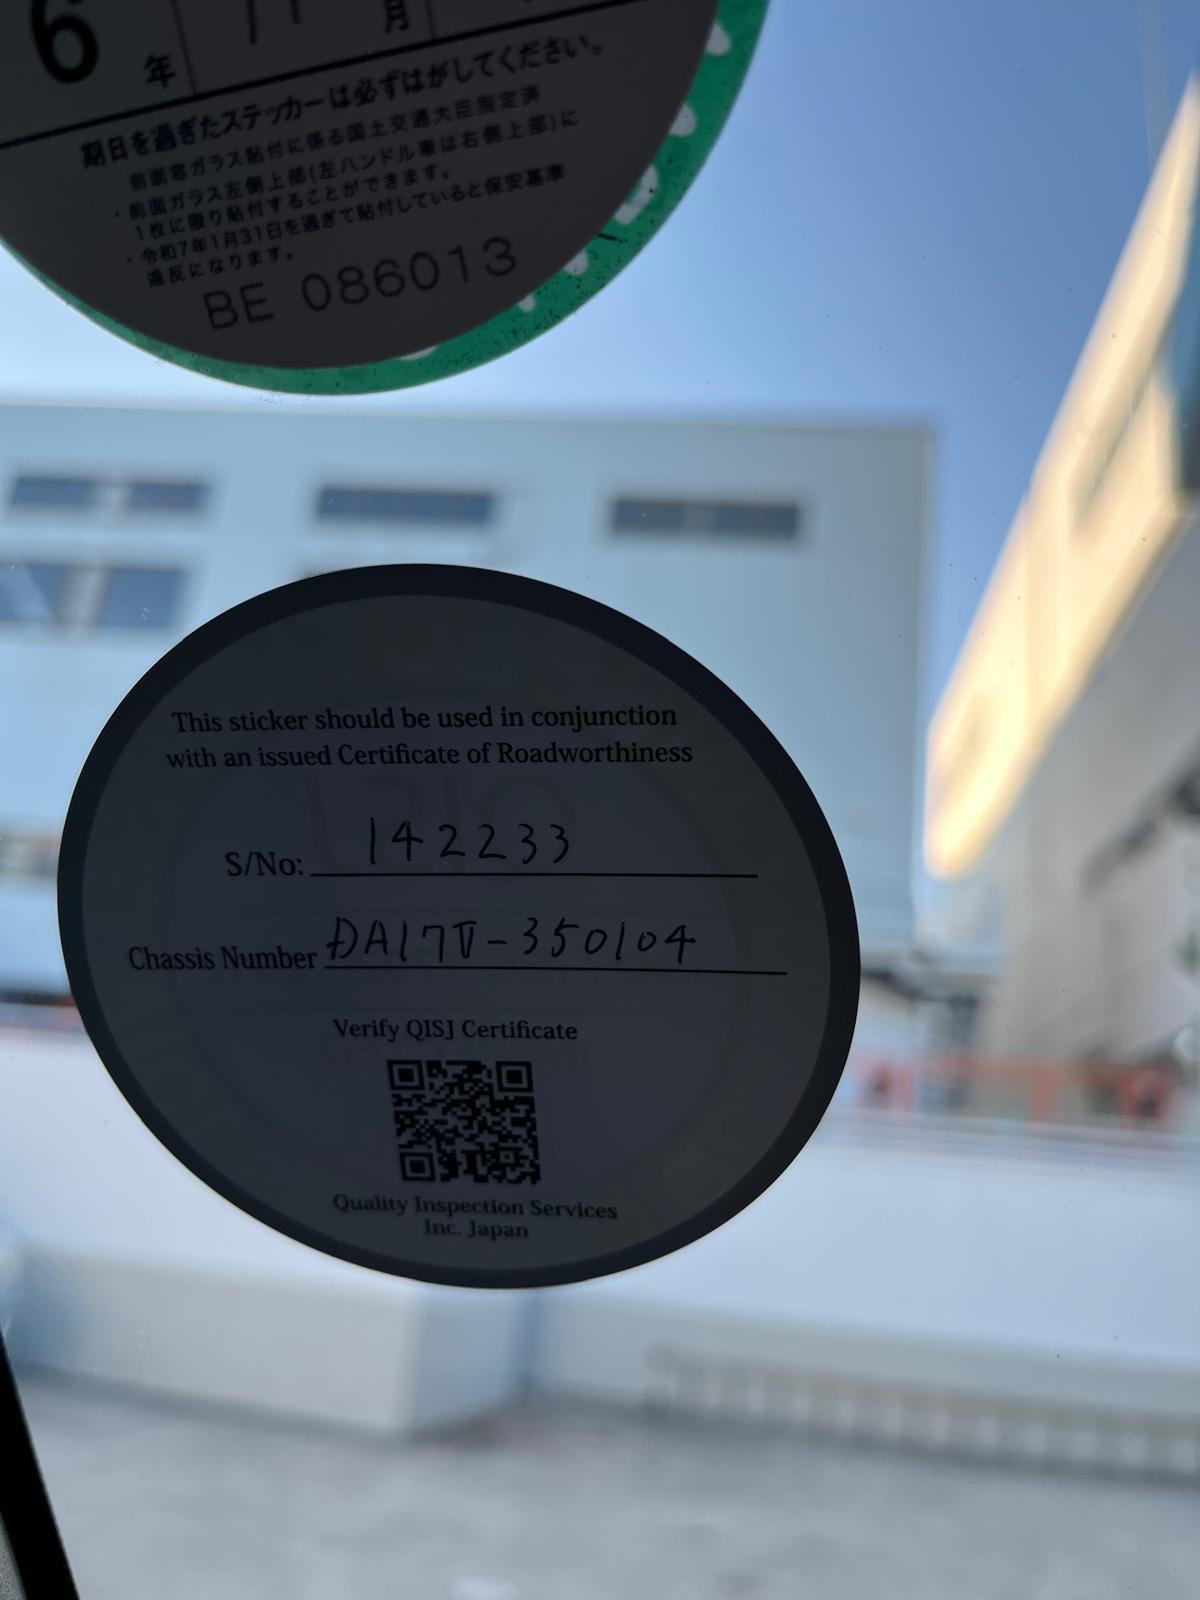 6年 月
期日を過ぎたステッカーは必ずはがしてください。
前面窓ガラス貼付に係る国土交通大臣指定済
・前面ガラス左側上部(左ハンドル車は右側上部)に
1枚に限り貼付することができます。
・令和7年1月31日を過ぎて貼付していると保安基準
違反になります。
BE 086013
This sticker should be used in conjunction
with an issued Certificate of Roadworthiness
S/No: 142233
Chassis Number DA17V-350104
Verify QISJ Certificate
Quality Inspection Services
Inc. Japan